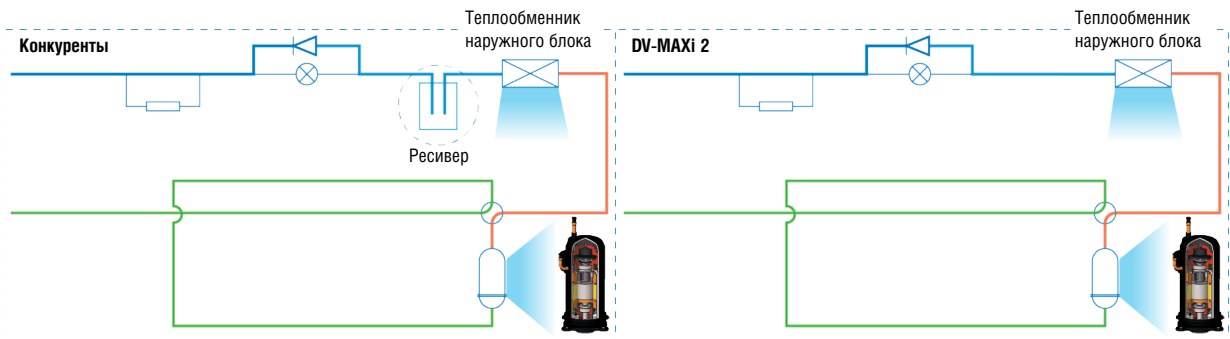 Конкуренты
Теплообменник
наружного блока
Ресивер
DV-MAXi 2
Теплообменник
наружного блока